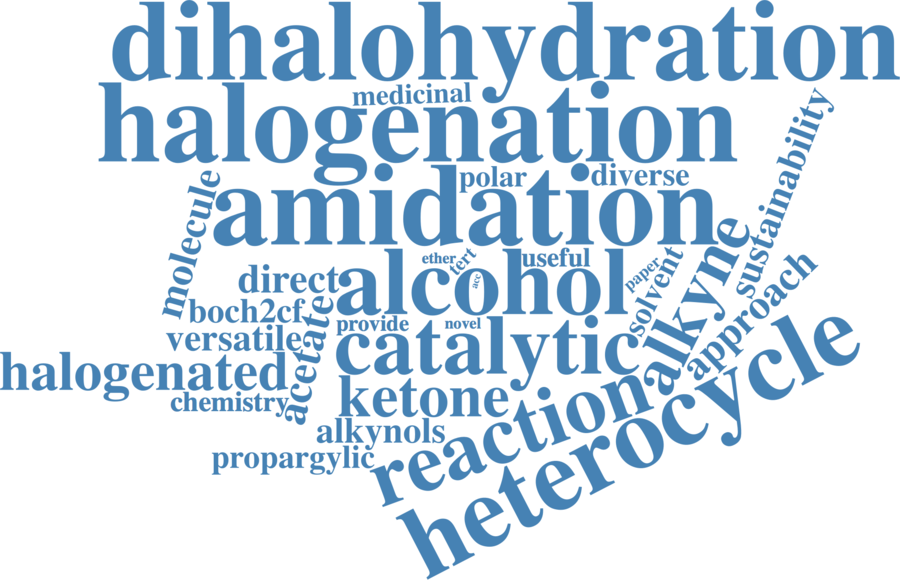 dihalohydration
medicinal
halogenation
sustainability
polar
diverse
molecule
amidation
ether
tert
useful
paper
direct
acc
alcohol
solvent
alkyne
approach
boch2cf
acetate
provide
novel
versatile
catalytic
halogenated
ketone
chemistry
alkynols
reaction
propargylic
heterocycle